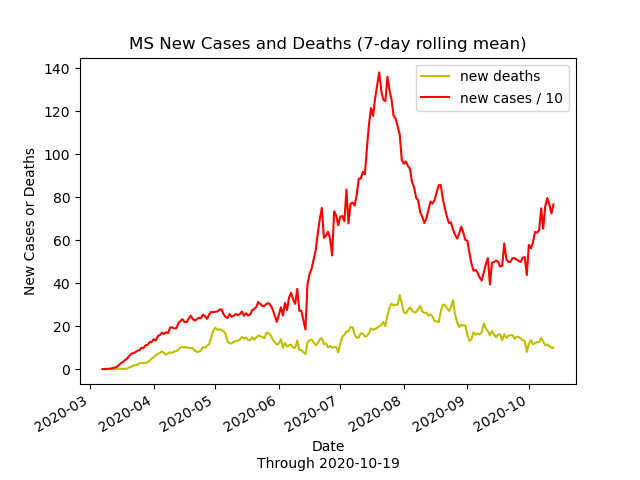 MS New Cases and Deaths (7-day rolling mean)
new deaths
new cases / 10
New Cases or Deaths
140
120
100
80
60
40
20
0
2020-03
2020-04
2020-05
2020-06
2020-07
2020-08
2020-09
2020-10
Date
Through 2020-10-19